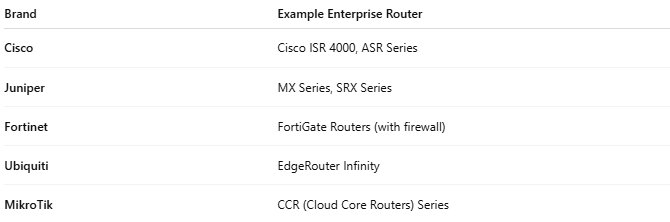 Brand Example Enterprise Router
Cisco Cisco ISR 4000, ASR Series
Juniper MX Series, SRX Series
Fortinet FortiGate Routers (with firewall)
Ubiquiti EdgeRouter Infinity
MikroTik CCR (Cloud Core Routers) Series